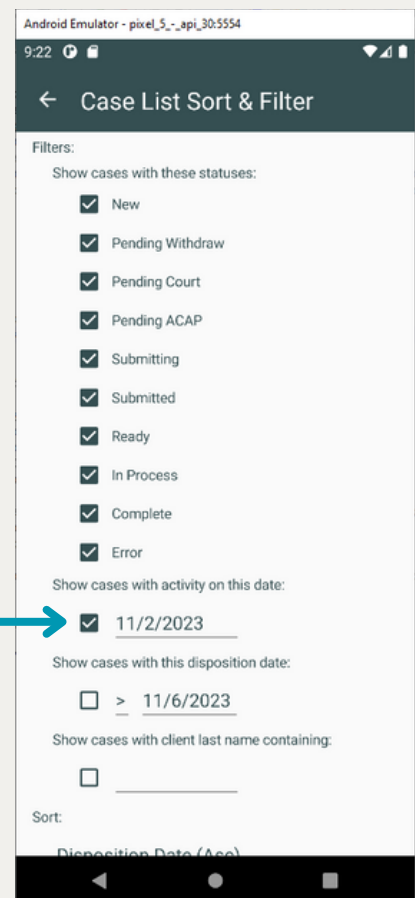 Android Emulator - pixel_5_-_api_30:5554
9:22
Case List Sort & Filter
Filters:
Show cases with these statuses:
New
Pending Withdraw
Pending Court
Pending ACAP
Submitting
Submitted
Ready
In Process
Complete
Error
Show cases with activity on this date:
11/2/2023
Show cases with this disposition date:
> 11/6/2023
Show cases with client last name containing:
Sort:
Disposition Date (Asc)